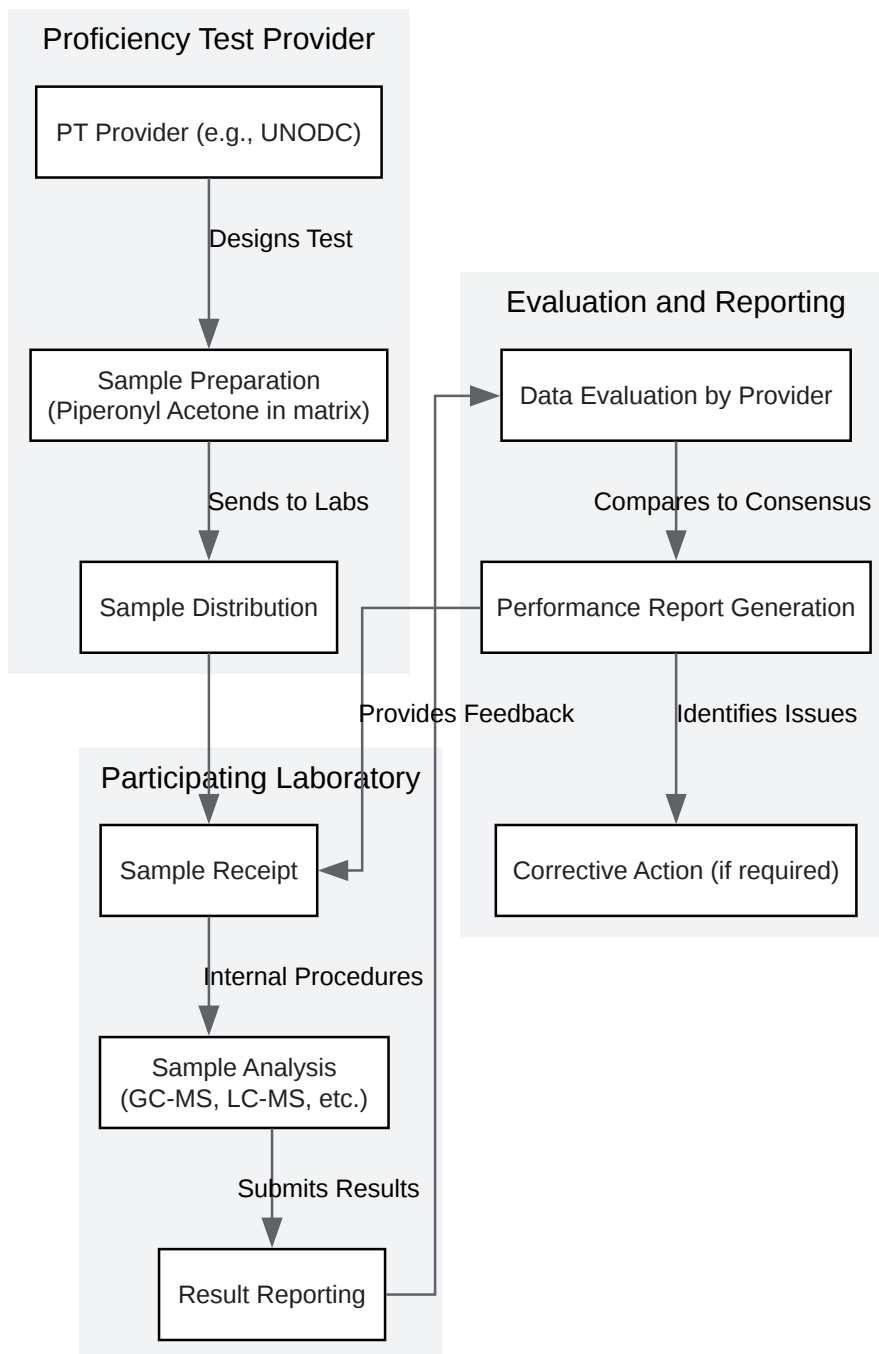 Proficiency Test Provider
PT Provider (e.g., UNODC)
Designs Test
Sample Preparation
(Piperonyl Acetone in matrix)
Sends to Labs
Sample Distribution
Evaluation and Reporting
Data Evaluation by Provider
Compares to Consensus
Performance Report Generation
Provides Feedback
Identifies Issues
Corrective Action (if required)
Participating Laboratory
Sample Receipt
Internal Procedures
Sample Analysis
(GC-MS, LC-MS, etc.)
Submits Results
Result Reporting